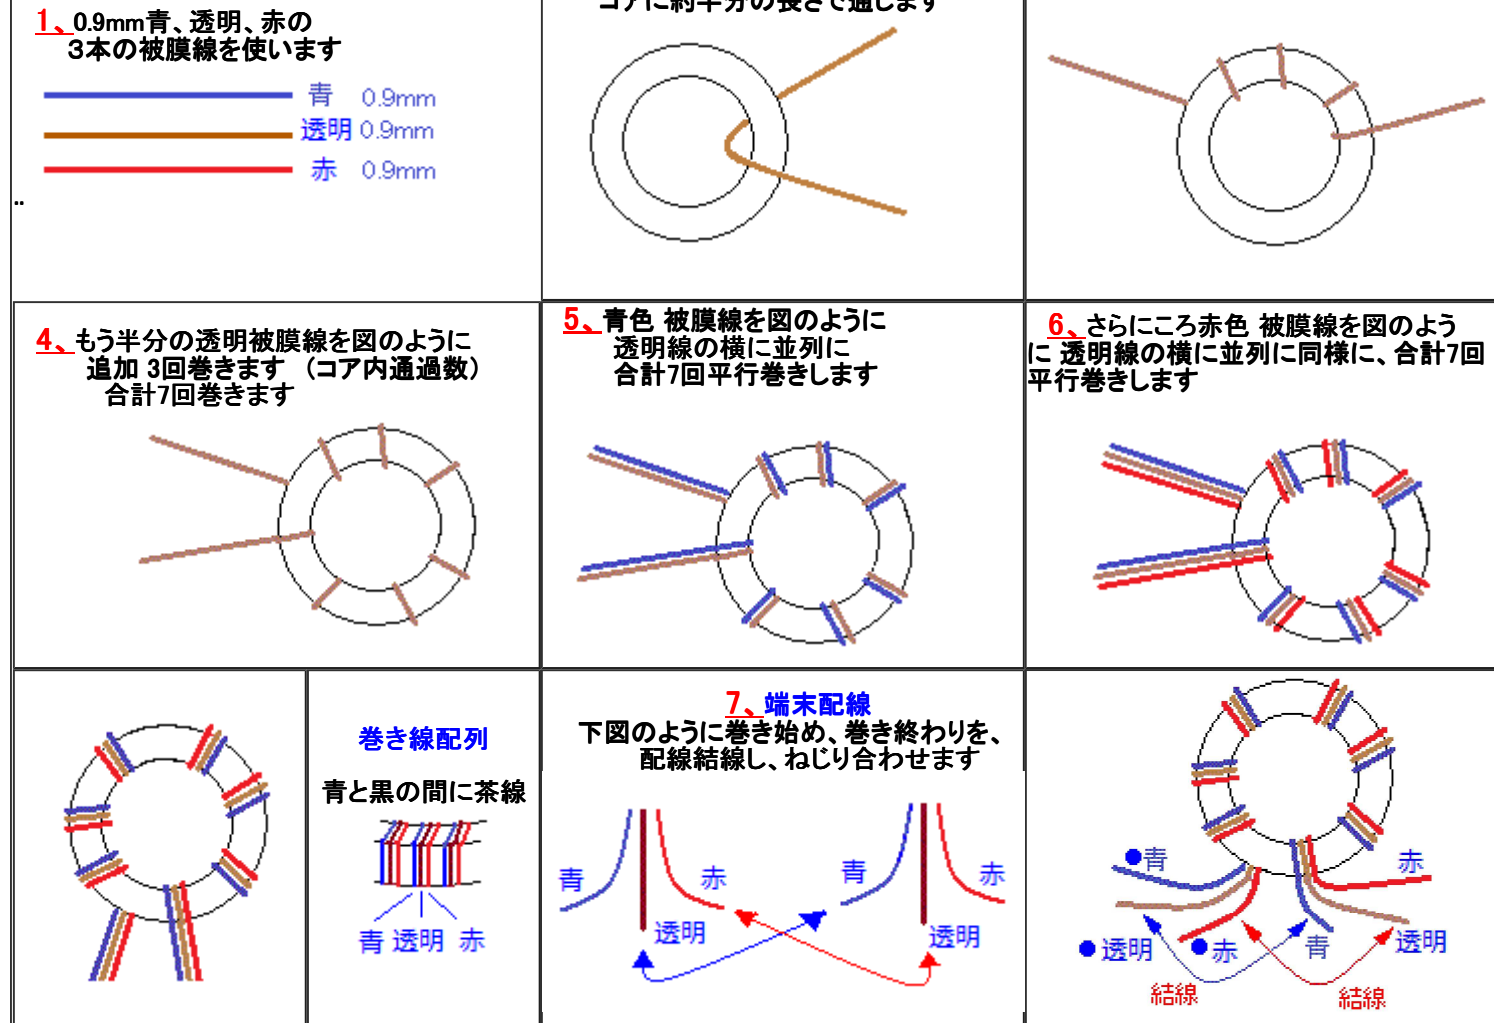 1、0.9mm青、透明、赤の
3本の被膜線を使います
青 0.9mm
透明 0.9mm
赤 0.9mm
..
コアに約半分の長さで通します
4、もう半分の透明被膜線を図のように
追加 3回巻きます （コア内通過数）
合計7回巻きます
5、青色 被膜線を図のように
透明線の横に並列に
合計7回平行巻きします
6、さらにころ赤色 被膜線を図のよう
に 透明線の横に並列に同様に、合計7回
平行巻きします
巻き線配列
青と黒の間に茶線
青 透明 赤
7、端末配線
下図のように巻き始め、巻き終わりを、
配線結線し、ねじり合わせます
青 赤 青 赤
透明 透明
●青 赤
●透明 ●赤 青 透明
結線 結線